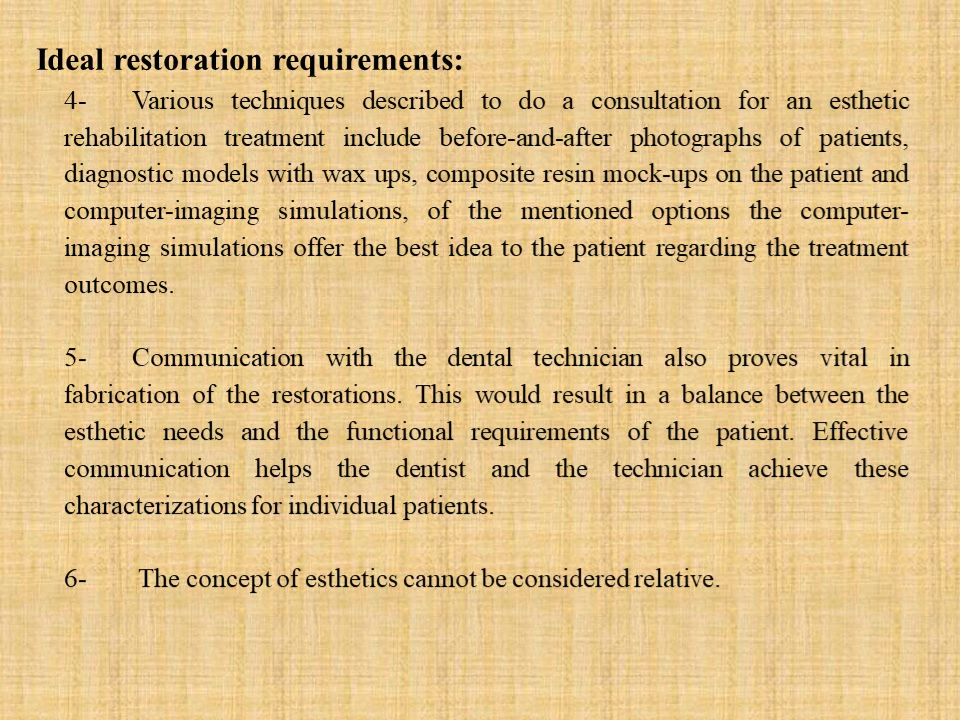 Ideal restoration requirements:
4- Various techniques described to do a consultation for an esthetic
rehabilitation treatment include before-and-after photographs of patients,
diagnostic models with wax ups, composite resin mock-ups on the patient and
computer-imaging simulations, of the mentioned options the computer-
imaging simulations offer the best idea to the patient regarding the treatment
outcomes.
5- Communication with the dental technician also proves vital in
fabrication of the restorations. This would result in a balance between the
esthetic needs and the functional requirements of the patient. Effective
communication helps the dentist and the technician achieve these
characterizations for individual patients.
6- The concept of esthetics cannot be considered relative.